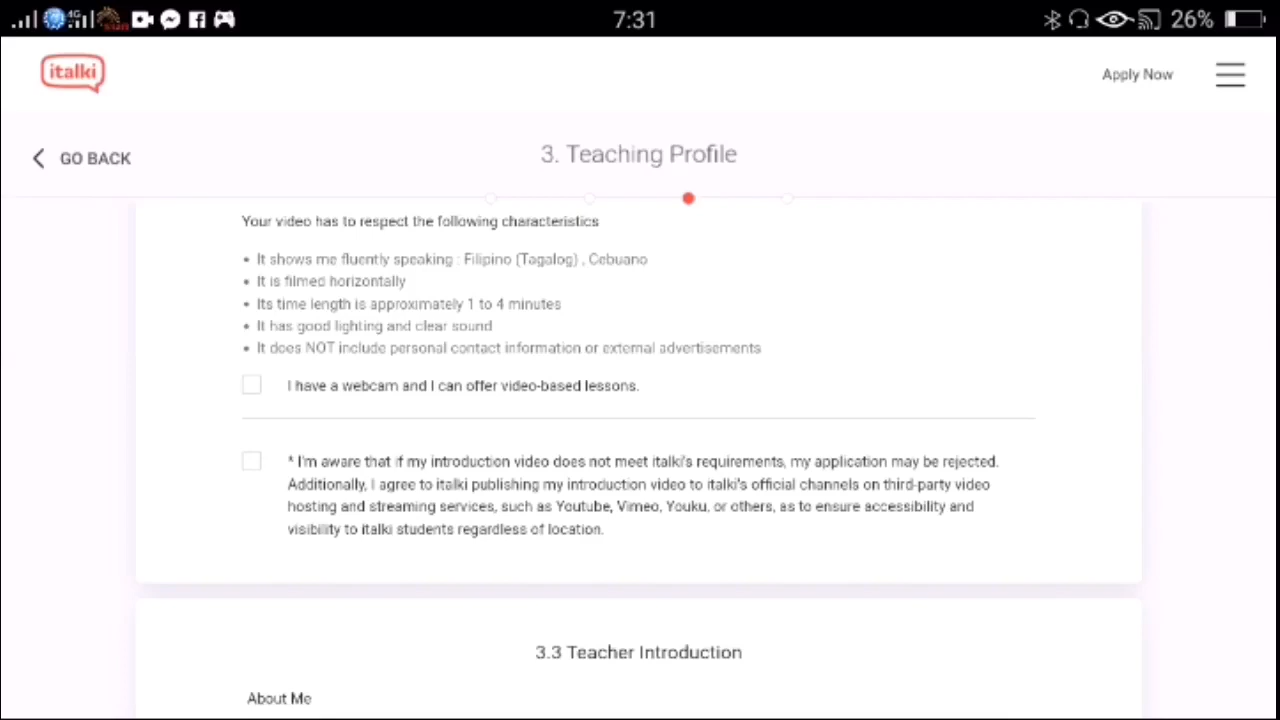 4G
7:31
26%
italki
Apply Now
GO BACK
3. Teaching Profile
Your video has to respect the following characteristics
• It shows me fluently speaking : Filipino (Tagalog) , Cebuano
• It is filmed horizontally
• Its time length is approximately 1 to 4 minutes
• It has good lighting and clear sound
• It does NOT include personal contact information or external advertisements
I have a webcam and I can offer video-based lessons.
* I'm aware that if my introduction video does not meet italki's requirements, my application may be rejected.
Additionally, I agree to italki publishing my introduction video to italki's official channels on third-party video
hosting and streaming services, such as Youtube, Vimeo, Youku, or others, as to ensure accessibility and
visibility to italki students regardless of location.
3.3 Teacher Introduction
About Me